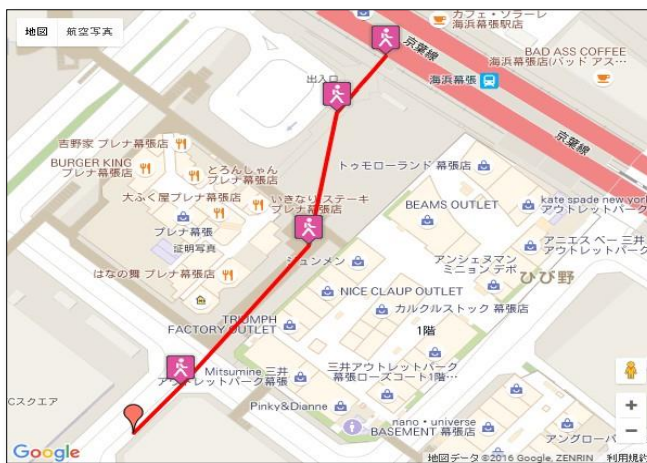 地図
航空写真
カフェ・ソラーレ
海浜幕張駅店
京葉線
BAD ASS COFFEE
海浜幕張店(バッド アス…
海浜幕張
出入口
京葉線
吉野家 プレナ幕張店
BURGER KING
プレナ幕張店
とろんしゃん
プレナ幕張店
トゥモローランド 幕張店
大ふく屋プレナ幕張店
いきなり ステーキ
プレナ幕張店
BEAMS OUTLET
kate spade new york
アウトレットパーク
プレナ幕張
証明写真
アニエス ベー 三井
アウトレットパーク
シュンメン
アンシェヌマン
ミニョン デポ
ひび野
はなの舞 プレナ幕張店
NICE CLAUP OUTLET
カルクルストック 幕張店
TRIUMPH
FACTORY OUTLET
1階
Mitsumine 三井
アウトレットパーク幕張
三井アウトレットパーク
幕張ローズコート1階…
Cスクエア
Pinky&Dianne
nano・universe
BASEMENT 幕張店
アングローバ
Google
地図データ ©2016 Google, ZENRIN
利用規約